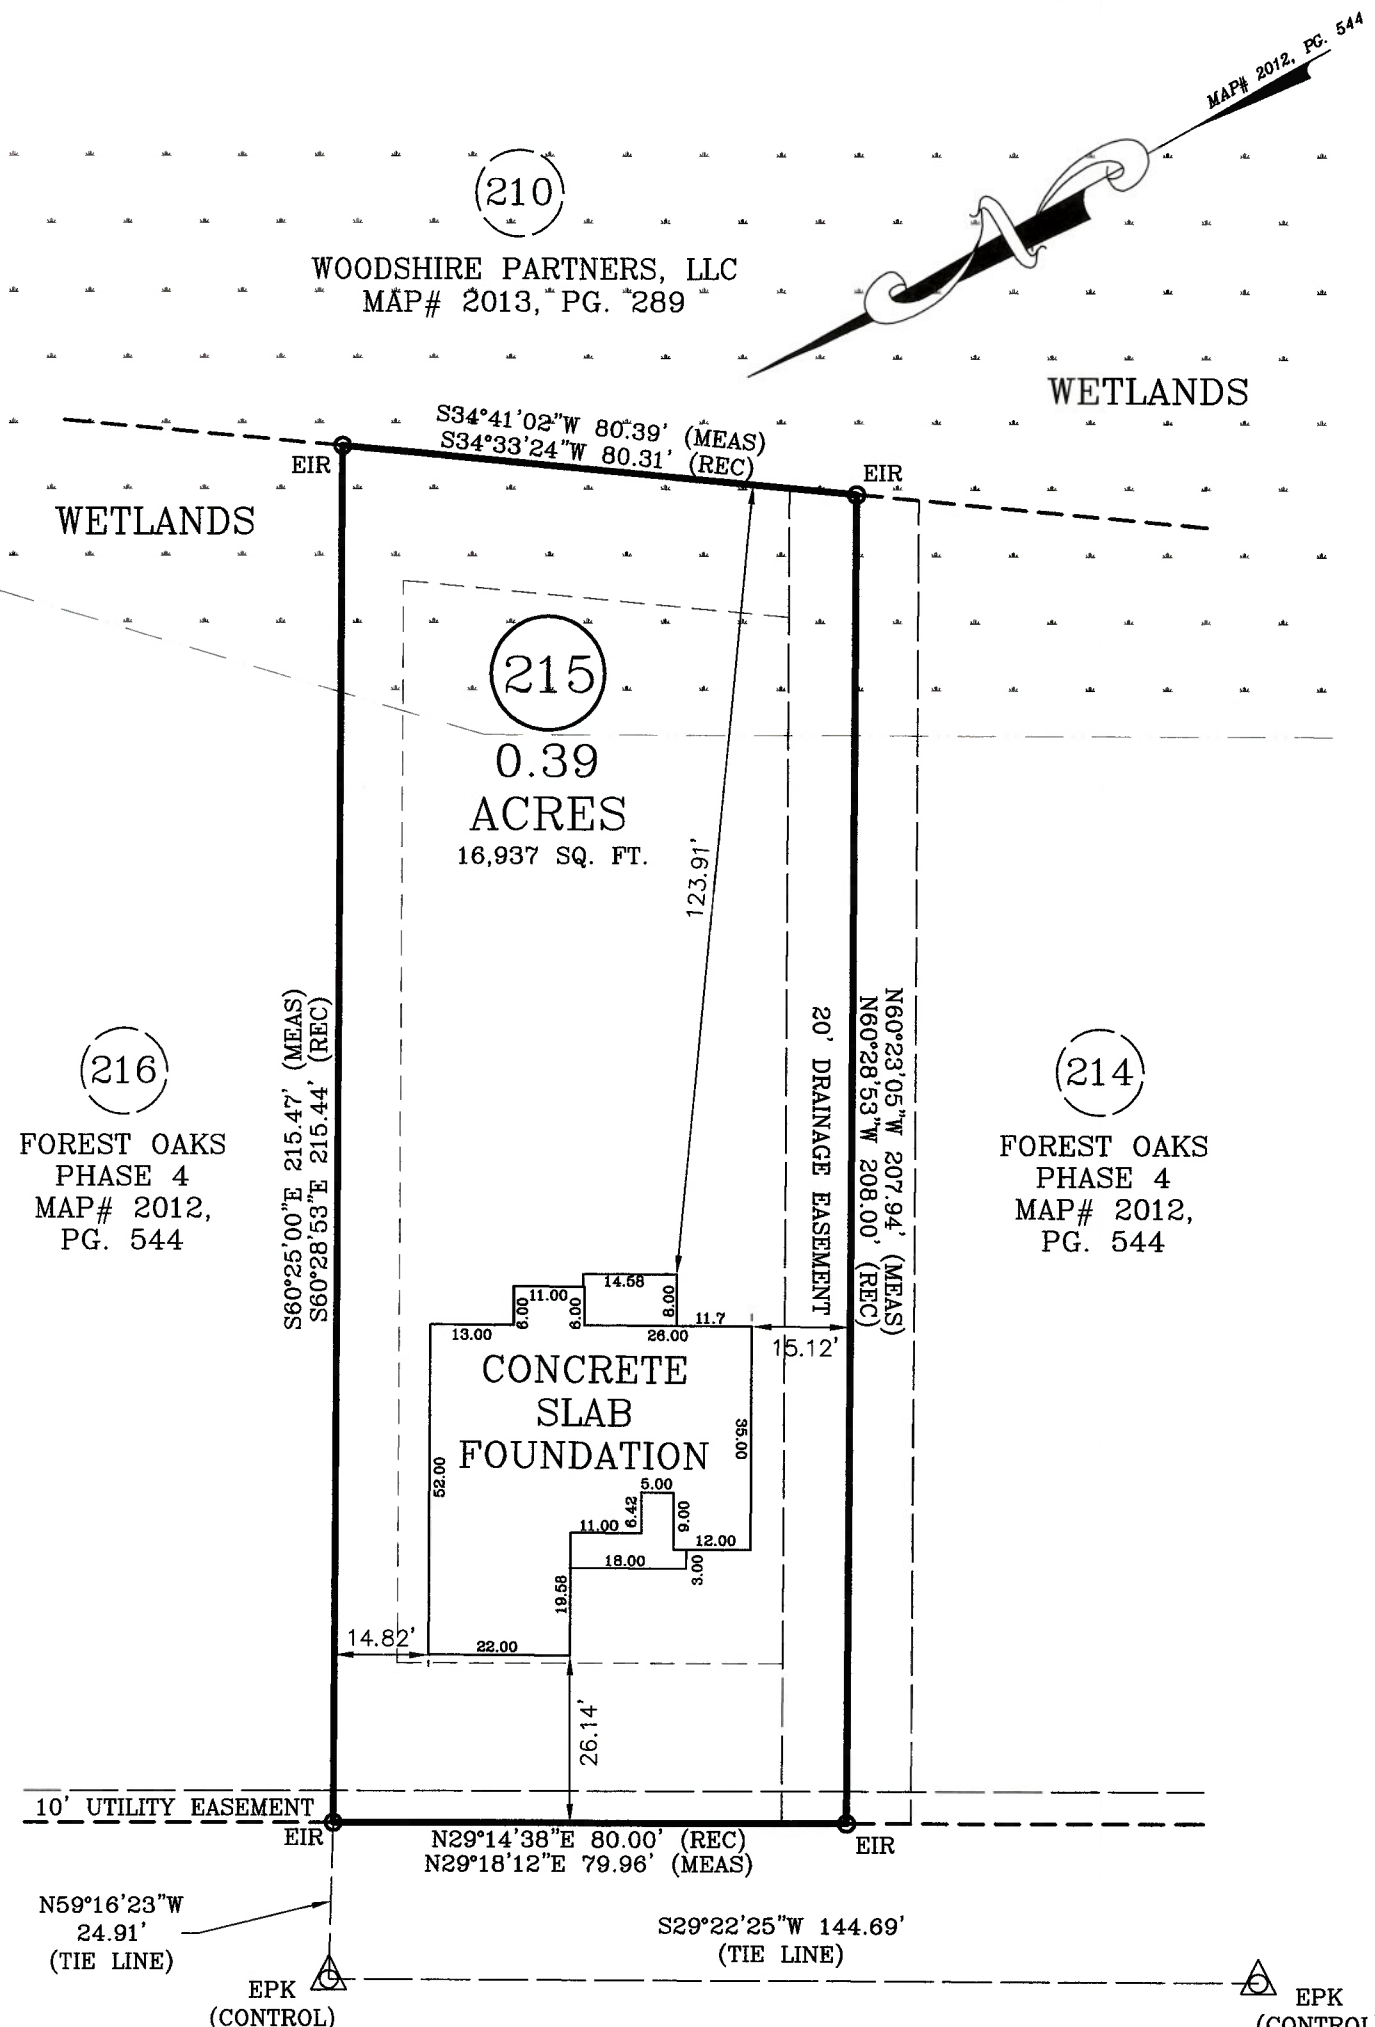 MAP# 2012, PG. 544
N
210
WOODSHIRE PARTNERS, LLC
MAP# 2013, PG. 289
WETLANDS
S34°41'02"W 80.39' (MEAS)
S34°33'24"W 80.31' (REC)
EIR
EIR
WETLANDS
215
0.39
ACRES
16,937 SQ. FT.
123.91'
S60°25'00"E 215.47' (MEAS)
S60°28'53"E 215.44' (REC)
20' DRAINAGE EASEMENT
N60°23'05"W 207.94' (MEAS)
N60°28'53"W 208.00' (REC)
216
FOREST OAKS
PHASE 4
MAP# 2012,
PG. 544
214
FOREST OAKS
PHASE 4
MAP# 2012,
PG. 544
14.58
11.00
6.00
6.00
8.00
11.7
13.00
26.00
15.12'
CONCRETE
SLAB
FOUNDATION
52.00
35.00
5.00
6.42
9.00
11.00
12.00
18.00
3.00
19.58
14.82'
22.00
26.14'
10' UTILITY EASEMENT
EIR
EIR
N29°14'38"E 80.00' (REC)
N29°18'12"E 79.96' (MEAS)
N59°16'23"W
24.91'
(TIE LINE)
S29°22'25"W 144.69'
(TIE LINE)
EPK
(CONTROL)
EPK
(CONTROL